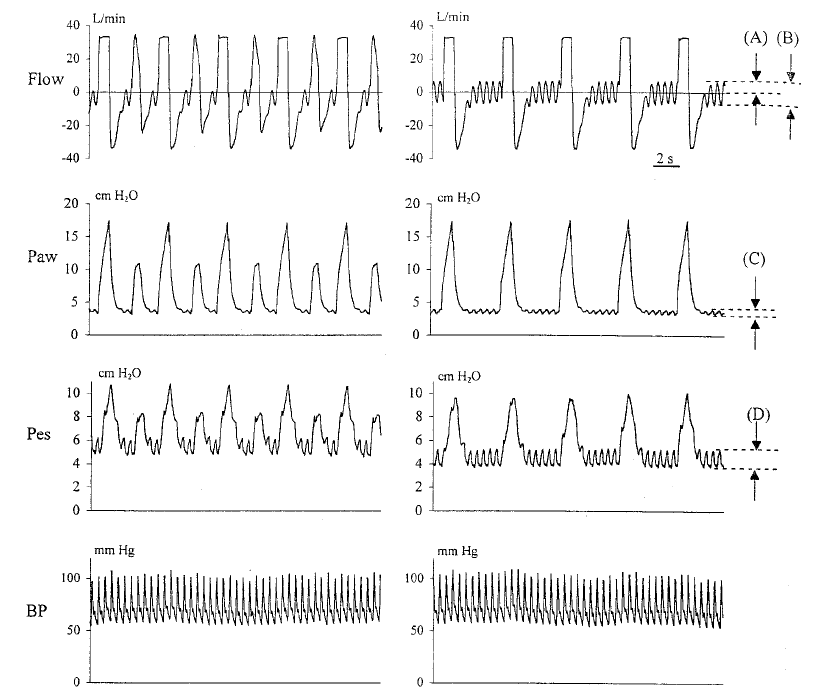 L/min L/min
40 40
(A) (B)
20 20
Flow 0 0
-20 -20
-40 -40
2 s
cm H₂O cm H₂O
20 20
15 15
Paw 10 10
(C)
5 5
0 0
cm H₂O cm H₂O
10 10
8 8
(D)
Pes 6 6
4 4
2 2
0 0
mm Hg mm Hg
100 100
BP 50 50
0 0